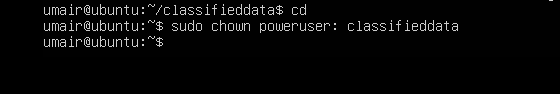 umair@ubuntu:~/classifieddata$ cd
umair@ubuntu:~$ sudo chown poweruser: classifieddata
umair@ubuntu:~$